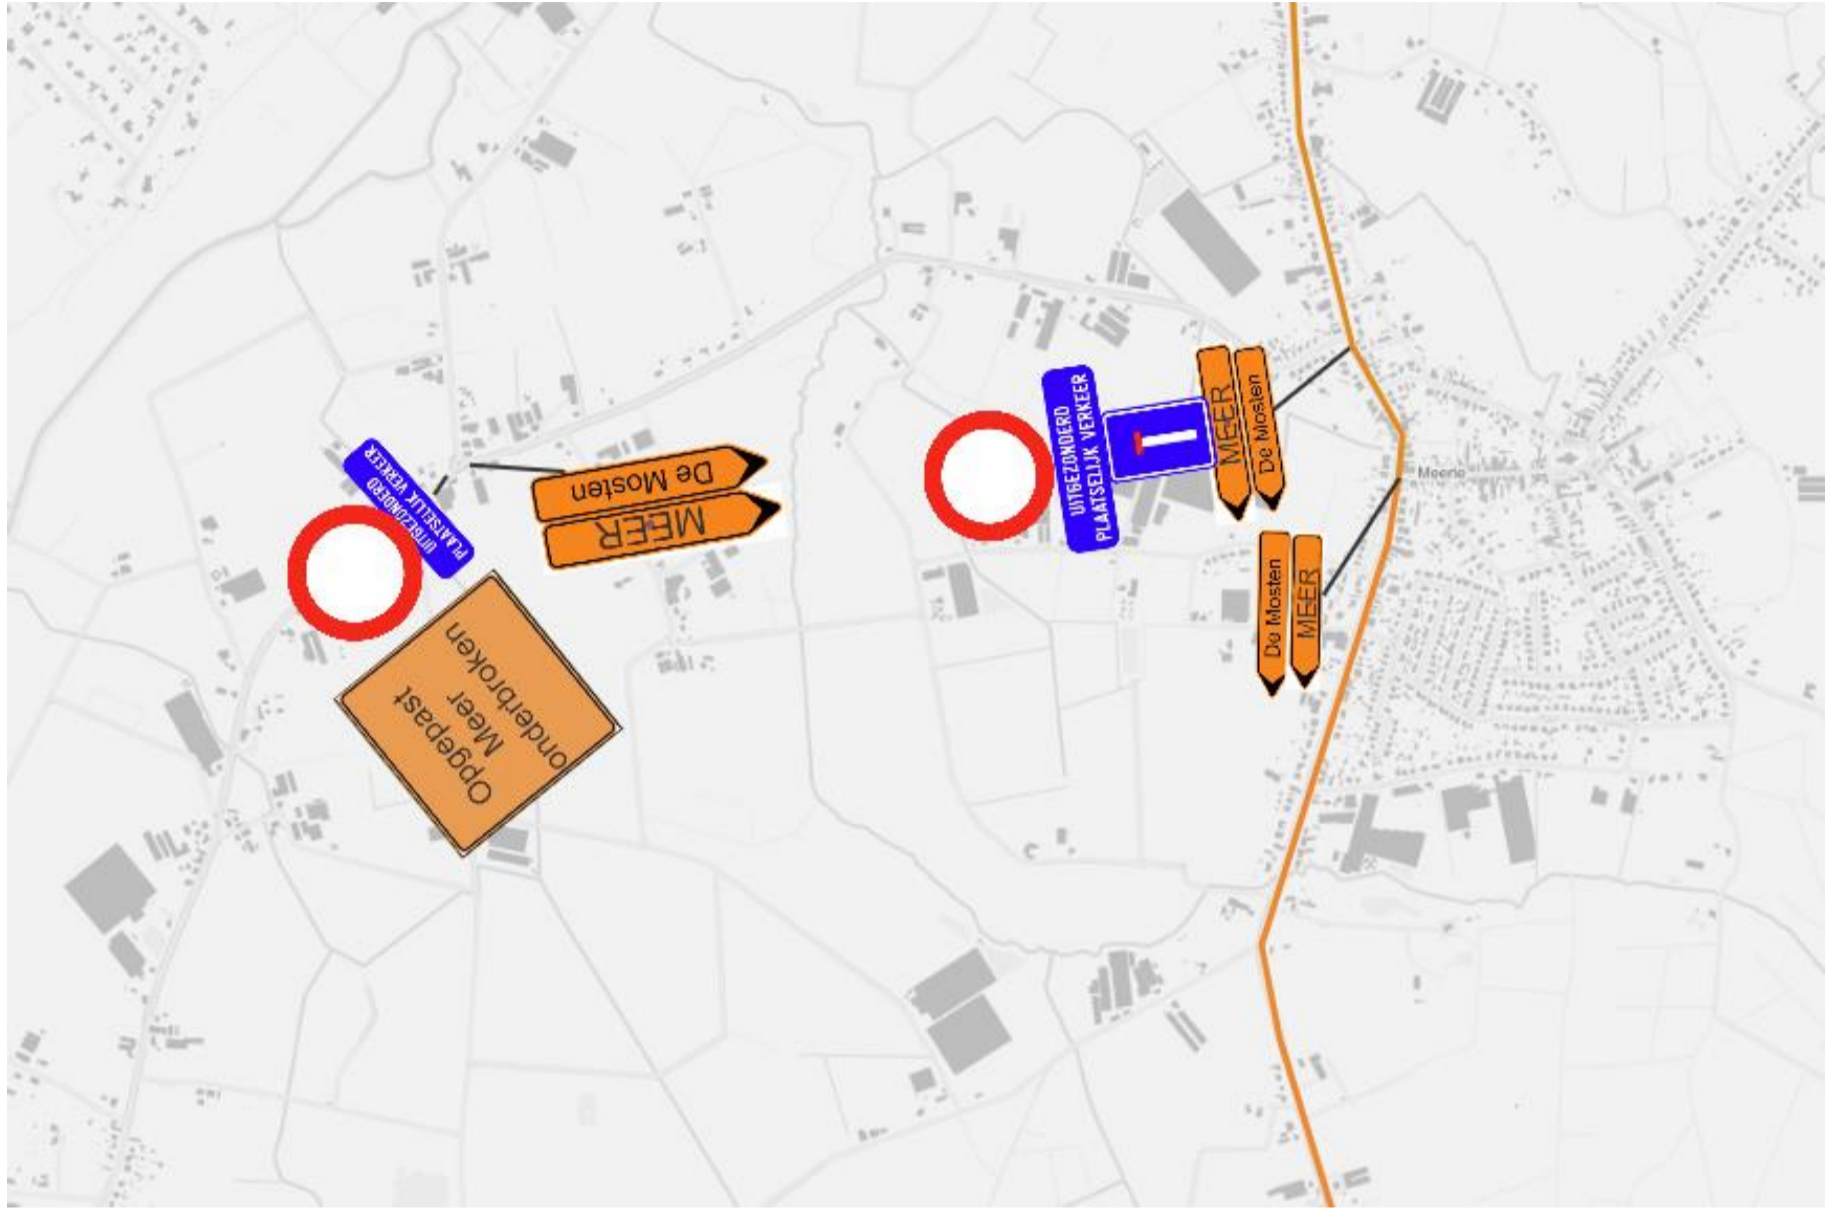 UITGEZONDERD
PLAATSELIJK VERKEER
De Mosten
MEER
Opgepast
Meer
onderbroken
UITGEZONDERD
PLAATSELIJK VERKEER
MEER
De Mosten
De Mosten
MEER
Meerle